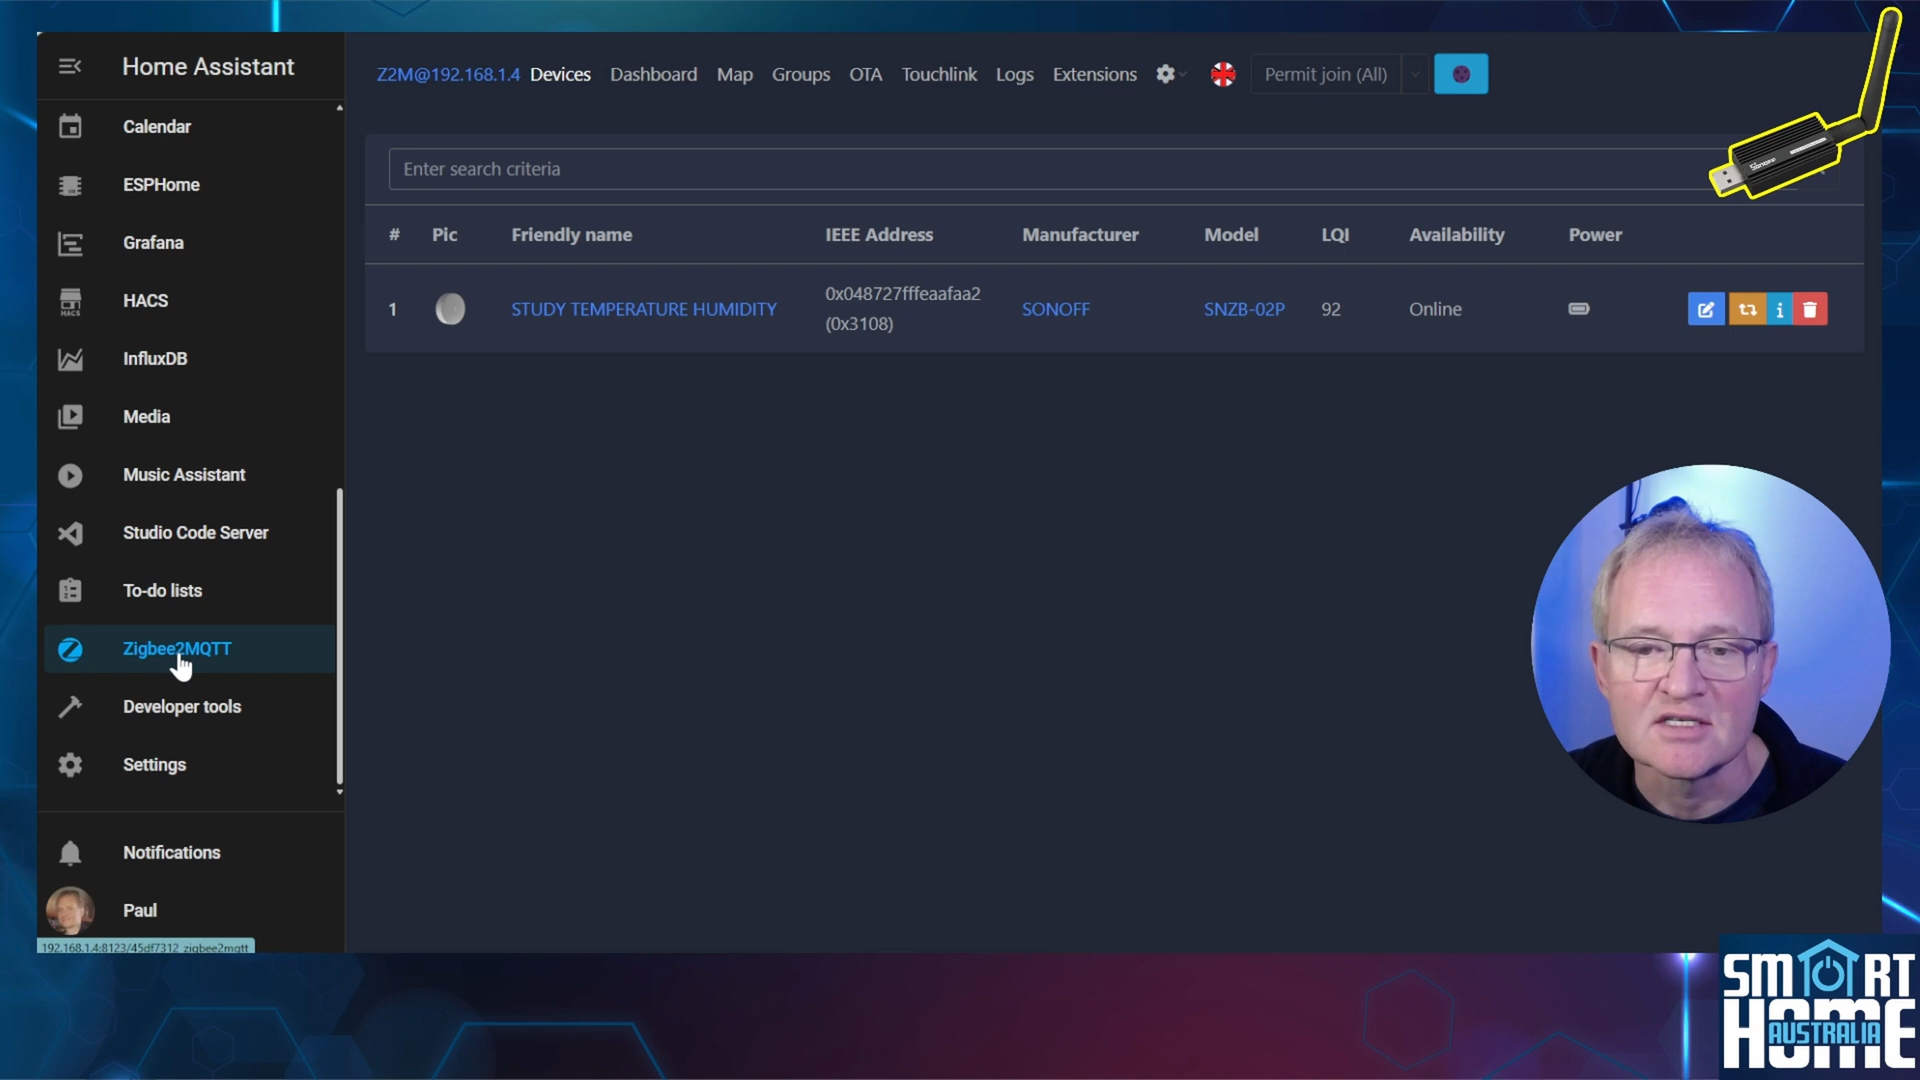 Home Assistant
Calendar
ESPHome
Grafana
HACS
HACS
InfluxDB
Media
Music Assistant
Studio Code Server
To-do lists
Zigbee2MQTT
Developer tools
Settings
Notifications
Paul
192.168.1.4:8123/45df7312_zigbee2mqtt
Z2M@192.168.1.4 Devices Dashboard Map Groups OTA Touchlink Logs Extensions Permit join (All)
Enter search criteria
# Pic Friendly name IEEE Address Manufacturer Model LQI Availability Power
1 STUDY TEMPERATURE HUMIDITY 0x048727fffeaafaa2 SONOFF SNZB-02P 92 Online
(0x3108)
SONOFF
SMART
HOME
AUSTRALIA